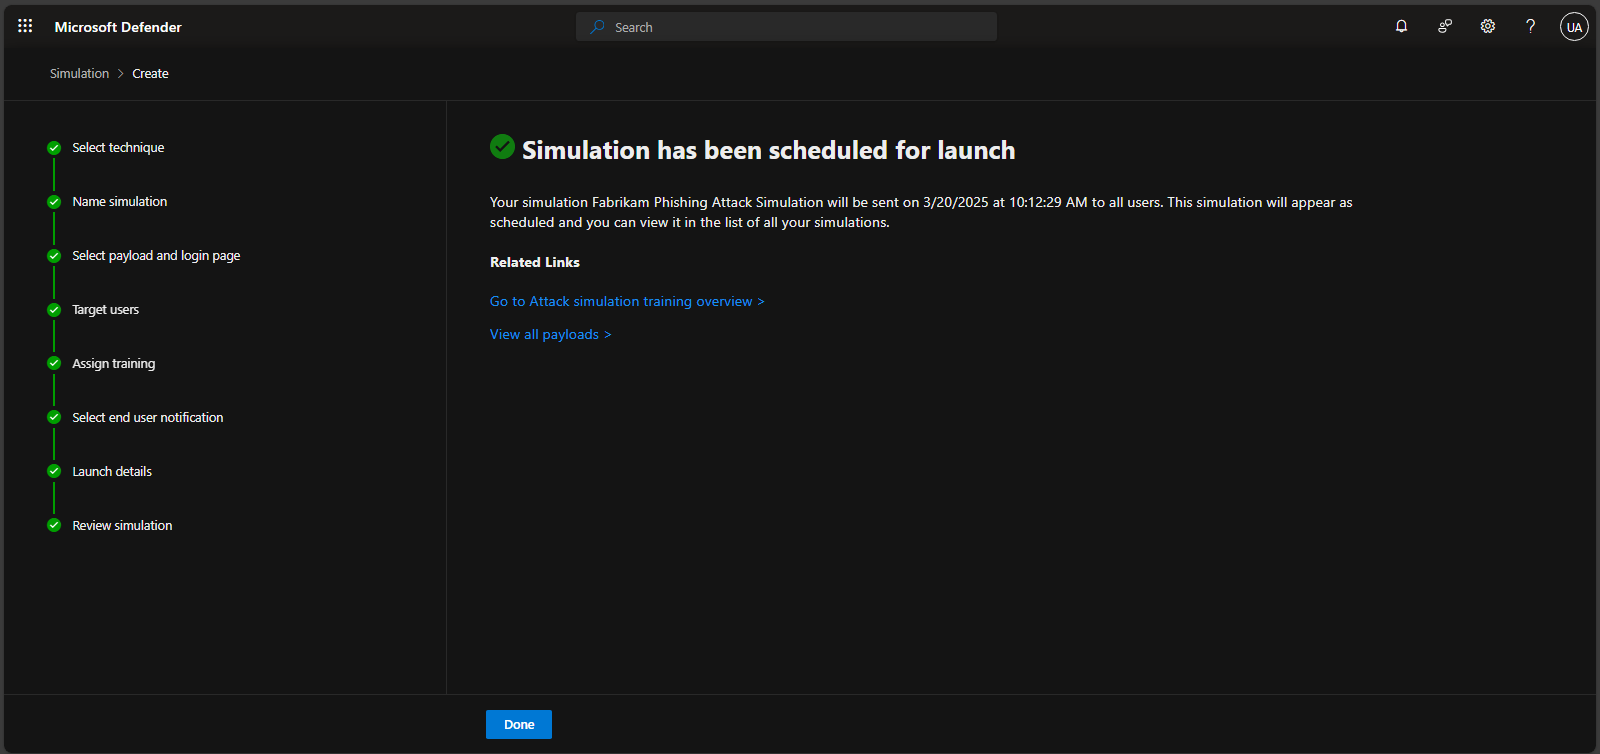 Microsoft Defender
Search
UA
Simulation > Create
Select technique
Name simulation
Select payload and login page
Target users
Assign training
Select end user notification
Launch details
Review simulation
Simulation has been scheduled for launch
Your simulation Fabrikam Phishing Attack Simulation will be sent on 3/20/2025 at 10:12:29 AM to all users. This simulation will appear as
scheduled and you can view it in the list of all your simulations.
Related Links
Go to Attack simulation training overview >
View all payloads >
Done